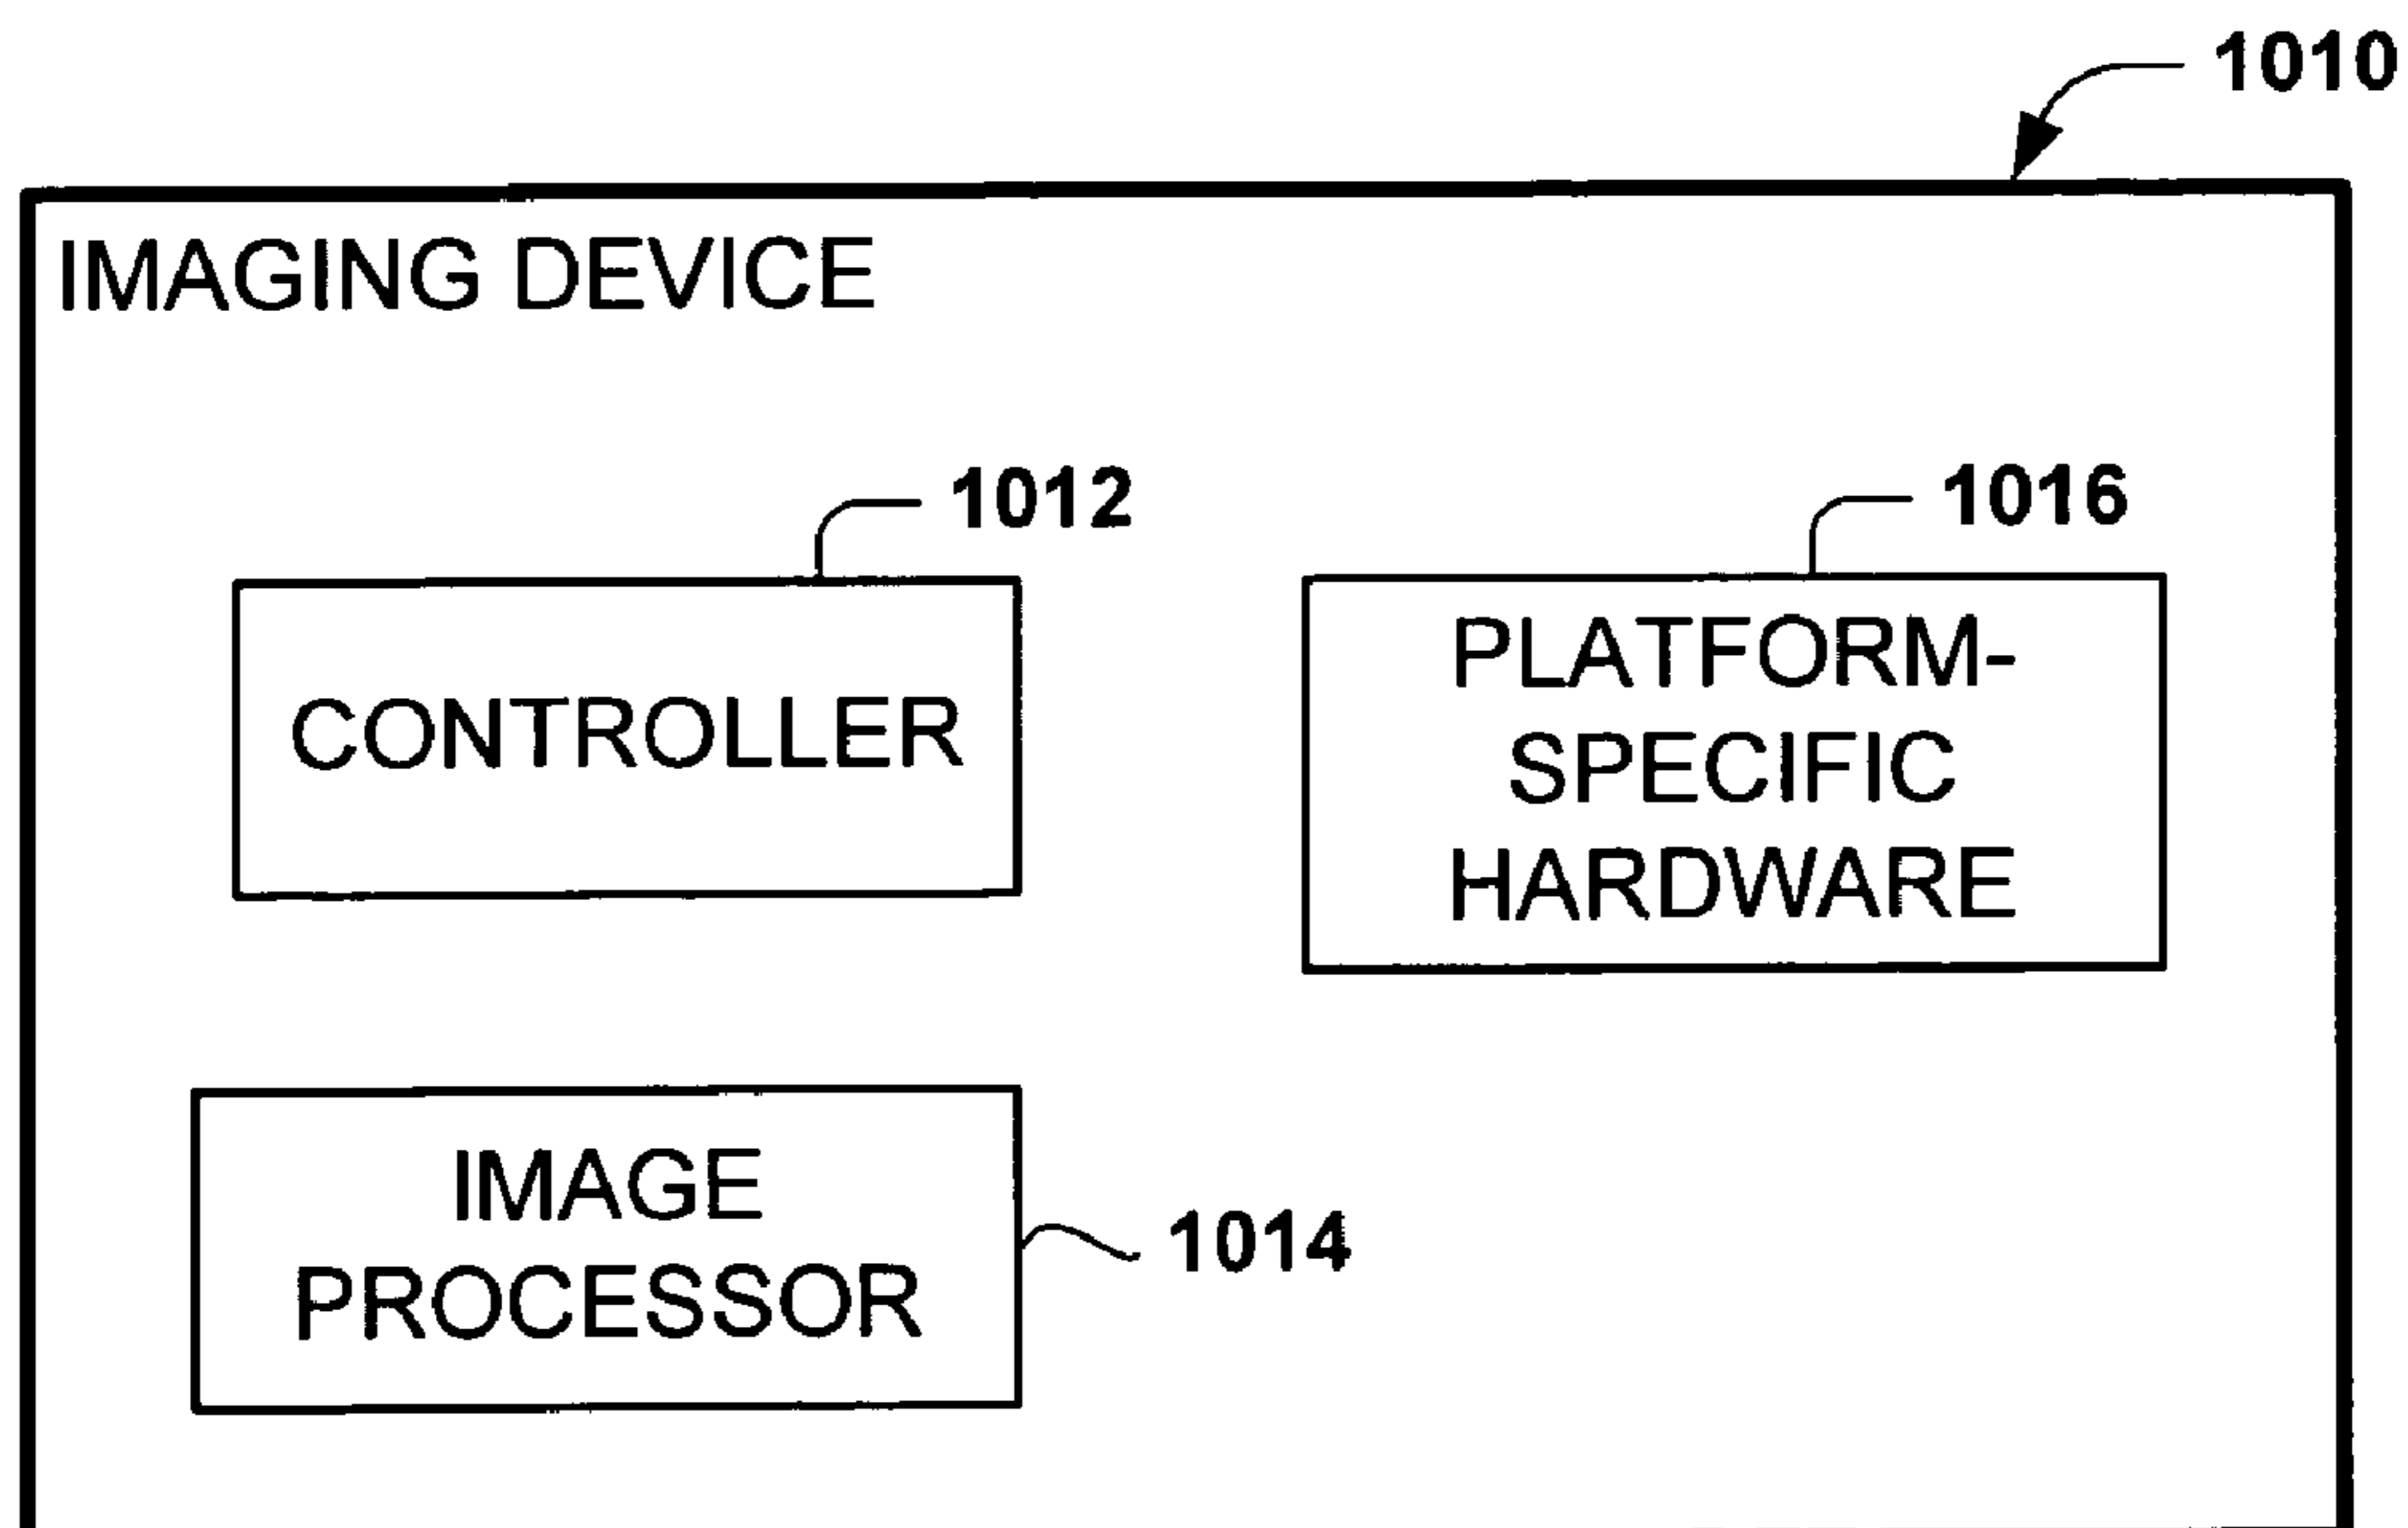 1010
IMAGING DEVICE
1012
1016
CONTROLLER
PLATFORM-
SPECIFIC
HARDWARE
IMAGE
PROCESSOR
1014